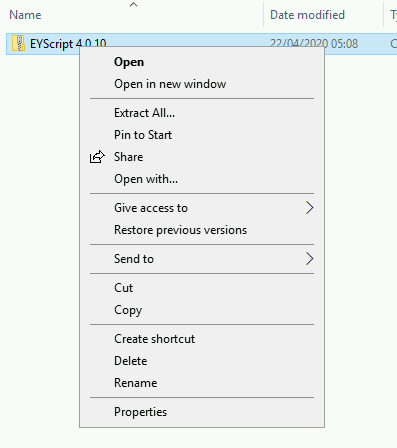 Name Date modified Ty
EYScript 4.0.10 22/04/2020 05:08 C
Open
Open in new window
Extract All...
Pin to Start
Share
Open with...
Give access to
Restore previous versions
Send to
Cut
Copy
Create shortcut
Delete
Rename
Properties